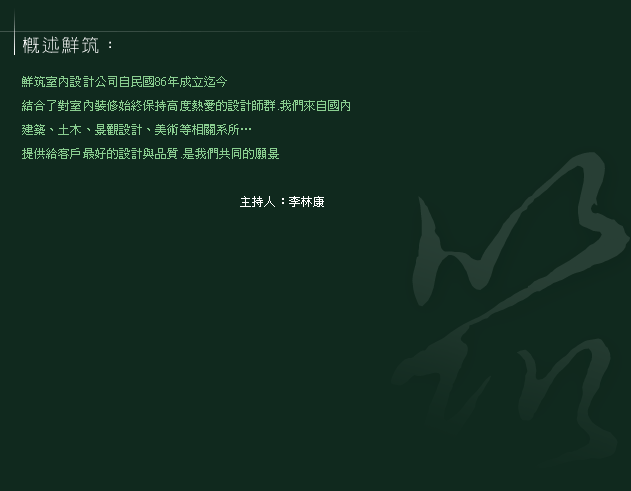 概述鮮筑：
鮮筑室內設計公司自民國86年成立迄今
結合了對室內裝修始終保持高度熱愛的設計師群.我們來自國內
建築、土木、景觀設計、美術等相關系所…
提供給客戶最好的設計與品質.是我們共同的願景
主持人：李林康